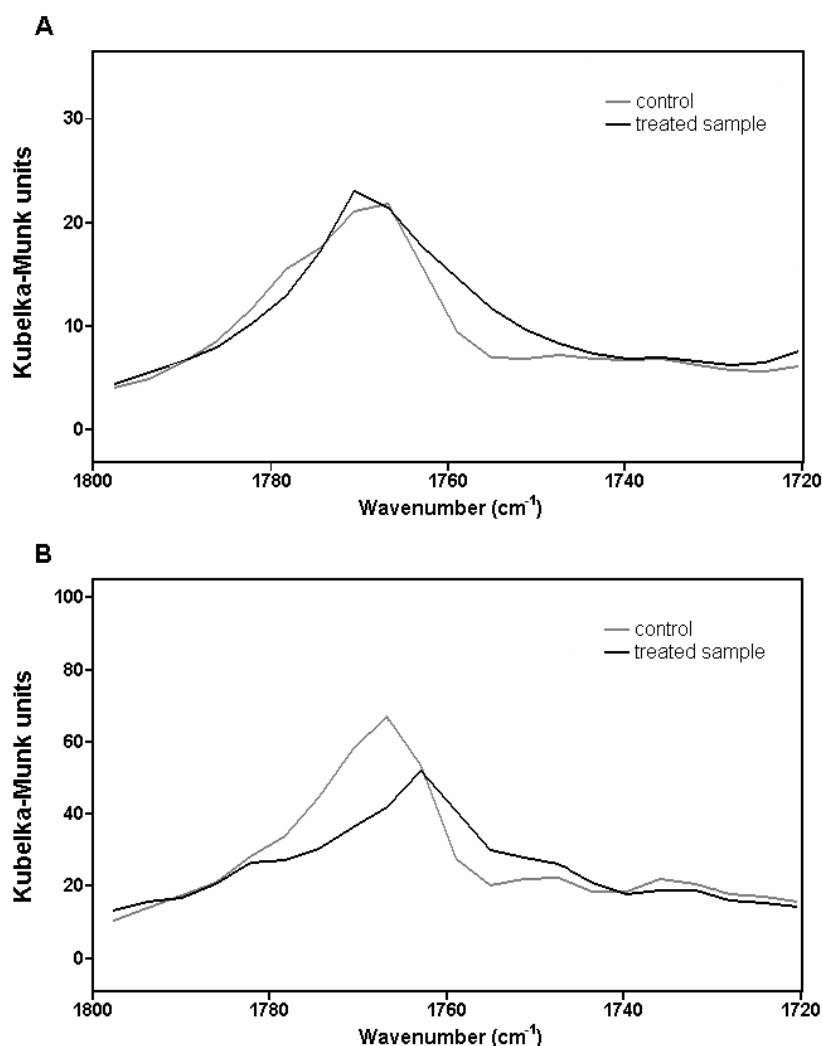 A
Kubelka-Munk units
30
20
10
0
control
treated sample
1800
1780
1760
1740
1720
Wavenumber (cm⁻¹)
B
Kubelka-Munk units
100
80
60
40
20
0
control
treated sample
1800
1780
1760
1740
1720
Wavenumber (cm⁻¹)